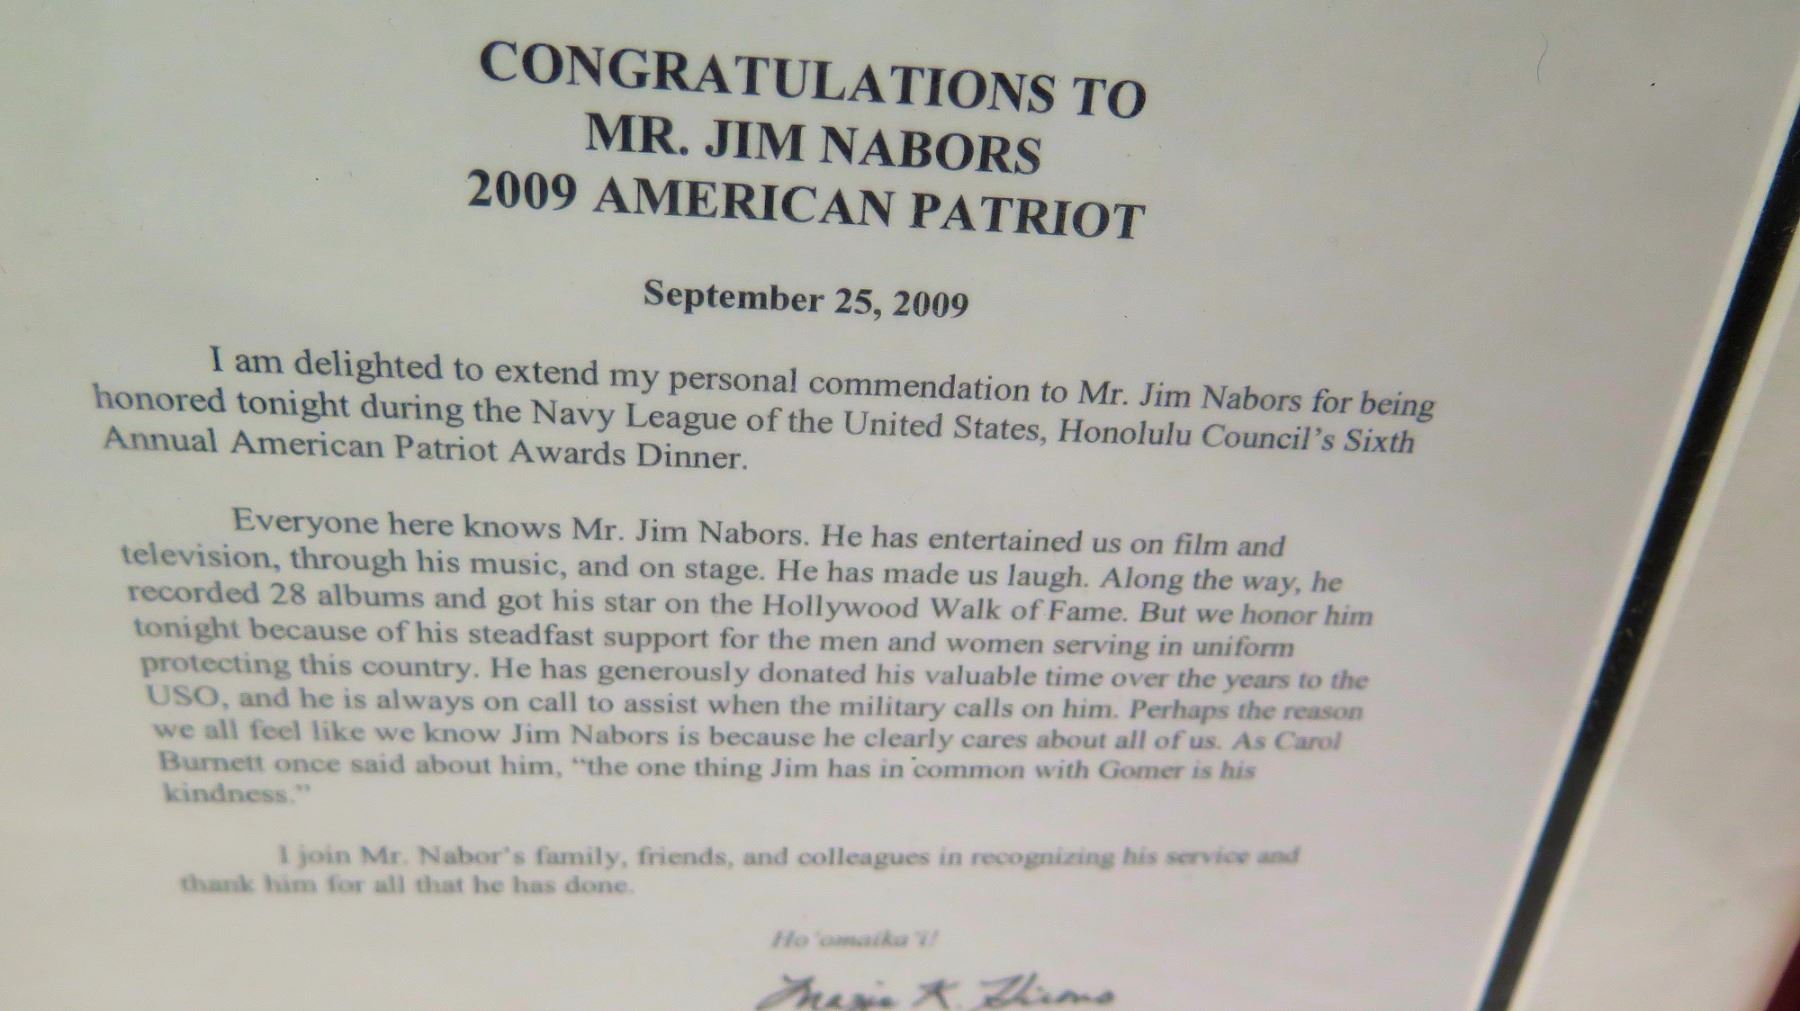 CONGRATULATIONS TO
MR. JIM NABORS
2009 AMERICAN PATRIOT
September 25, 2009
I am delighted to extend my personal commendation to Mr. Jim Nabors for being
honored tonight during the Navy League of the United States, Honolulu Council's Sixth
Annual American Patriot Awards Dinner.
Everyone here knows Mr. Jim Nabors. He has entertained us on film and
television, through his music, and on stage. He has made us laugh. Along the way, he
recorded 28 albums and got his star on the Hollywood Walk of Fame. But we honor him
tonight because of his steadfast support for the men and women serving in uniform
protecting this country. He has generously donated his valuable time over the years to the
USO, and he is always on call to assist when the military calls on him. Perhaps the reason
we all feel like we know Jim Nabors is because he clearly cares about all of us. As Carol
Burnett once said about him, "the one thing Jim has in common with Gomer is his
kindness."
I join Mr. Nabor's family, friends, and colleagues in recognizing his service and
thank him for all that he has done.
Ho'omaika'i!
Mazie K. Hirono